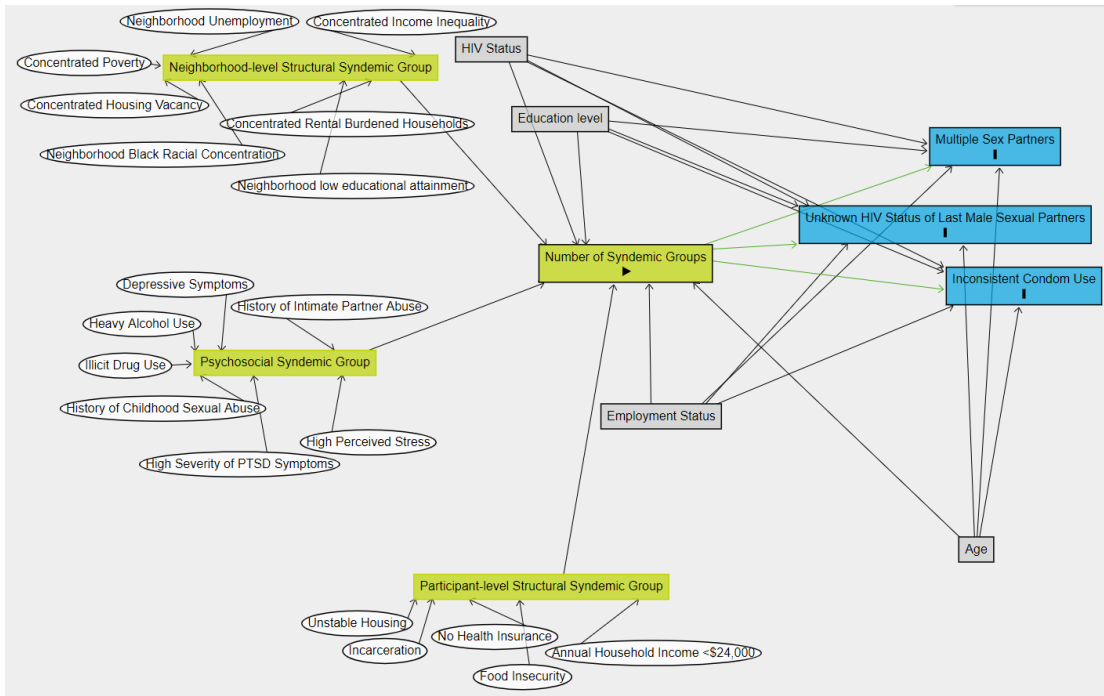 Neighborhood Unemployment
Concentrated Income Inequality
HIV Status
Concentrated Poverty
Neighborhood-level Structural Syndemic Group
Concentrated Housing Vacancy
Education level
Concentrated Rental Burdened Households
Multiple Sex Partners
Neighborhood Black Racial Concentration
Neighborhood low educational attainment
Unknown HIV Status of Last Male Sexual Partners
Number of Syndemic Groups
Inconsistent Condom Use
Depressive Symptoms
History of Intimate Partner Abuse
Heavy Alcohol Use
Illicit Drug Use
Psychosocial Syndemic Group
History of Childhood Sexual Abuse
Employment Status
High Perceived Stress
High Severity of PTSD Symptoms
Age
Participant-level Structural Syndemic Group
Unstable Housing
No Health Insurance
Incarceration
Annual Household Income <$24,000
Food Insecurity